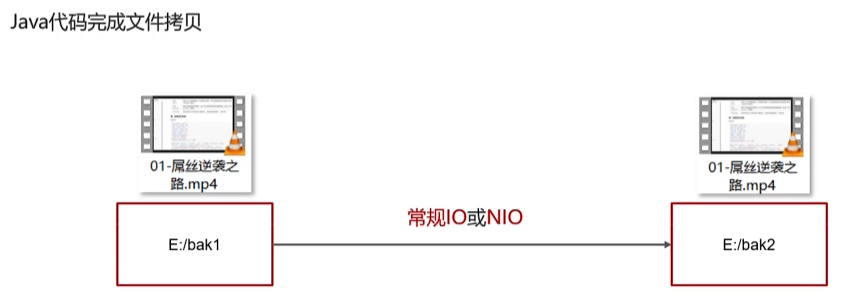 Java代码完成文件拷贝
01-屌丝逆袭之
路.mp4
01-屌丝逆袭之
路.mp4
常规IO或NIO
E:/bak1
E:/bak2